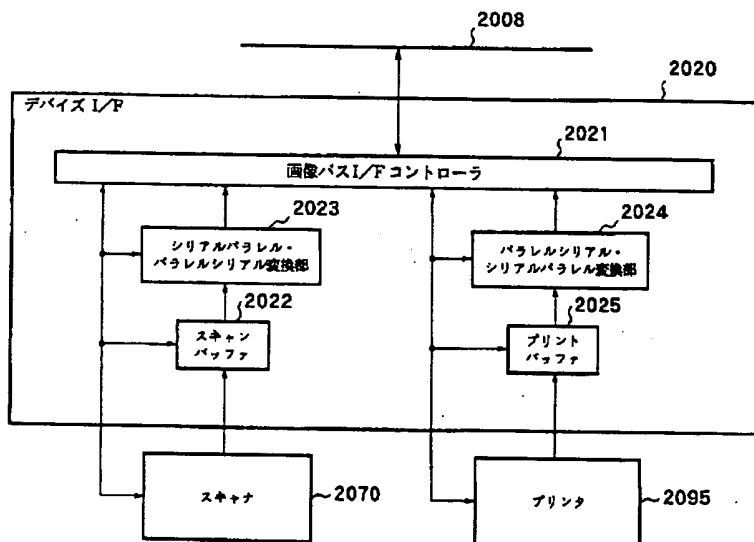 2008
2020
デバイズ I/F
2021
画像バスI/F コントローラ
2023
シリアルパラレル・
パラレルシリアル変換部
2024
パラレルシリアル・
シリアルパラレル変換部
2022
スキャン
バッファ
2025
プリント
バッファ
スキャナ
2070
プリンタ
2095